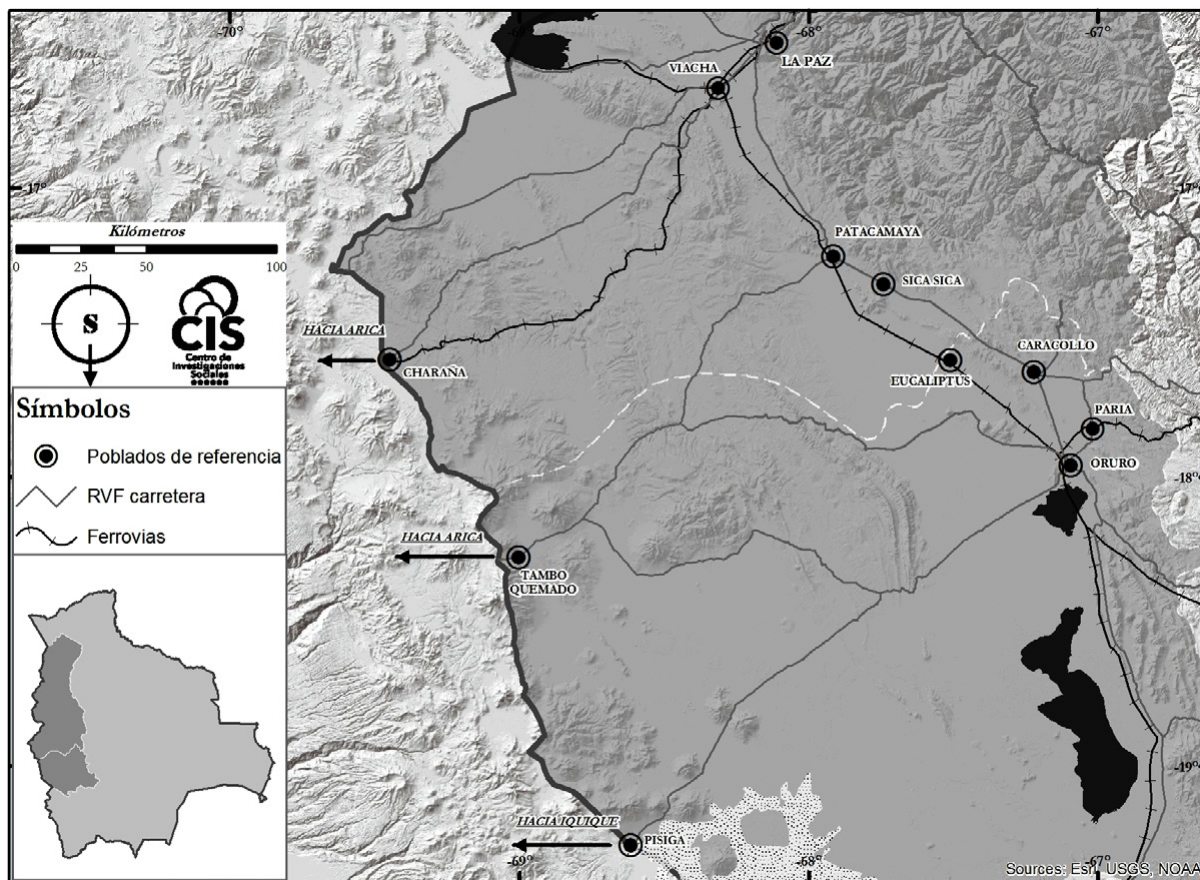 -70°
-69°
-68°
-67°
LA PAZ
VIACHA
-17°
-17°
Kilómetros
0 25 50 100
S
CIS
Centro de
Investigaciones
Sociales
PATACAMAYA
SICA SICA
HACIA ARICA
CHARAÑA
CARACOLLO
EUCALIPTUS
Símbolos
PARIA
Poblados de referencia
ORURO
-18°
RVF carretera
Ferrovias
HACIA ARICA
TAMBO
QUEMADO
-19°
HACIA IQUIQUE
PISIGA
-69°
-68°
-67°
Sources: Esri, USGS, NOAA